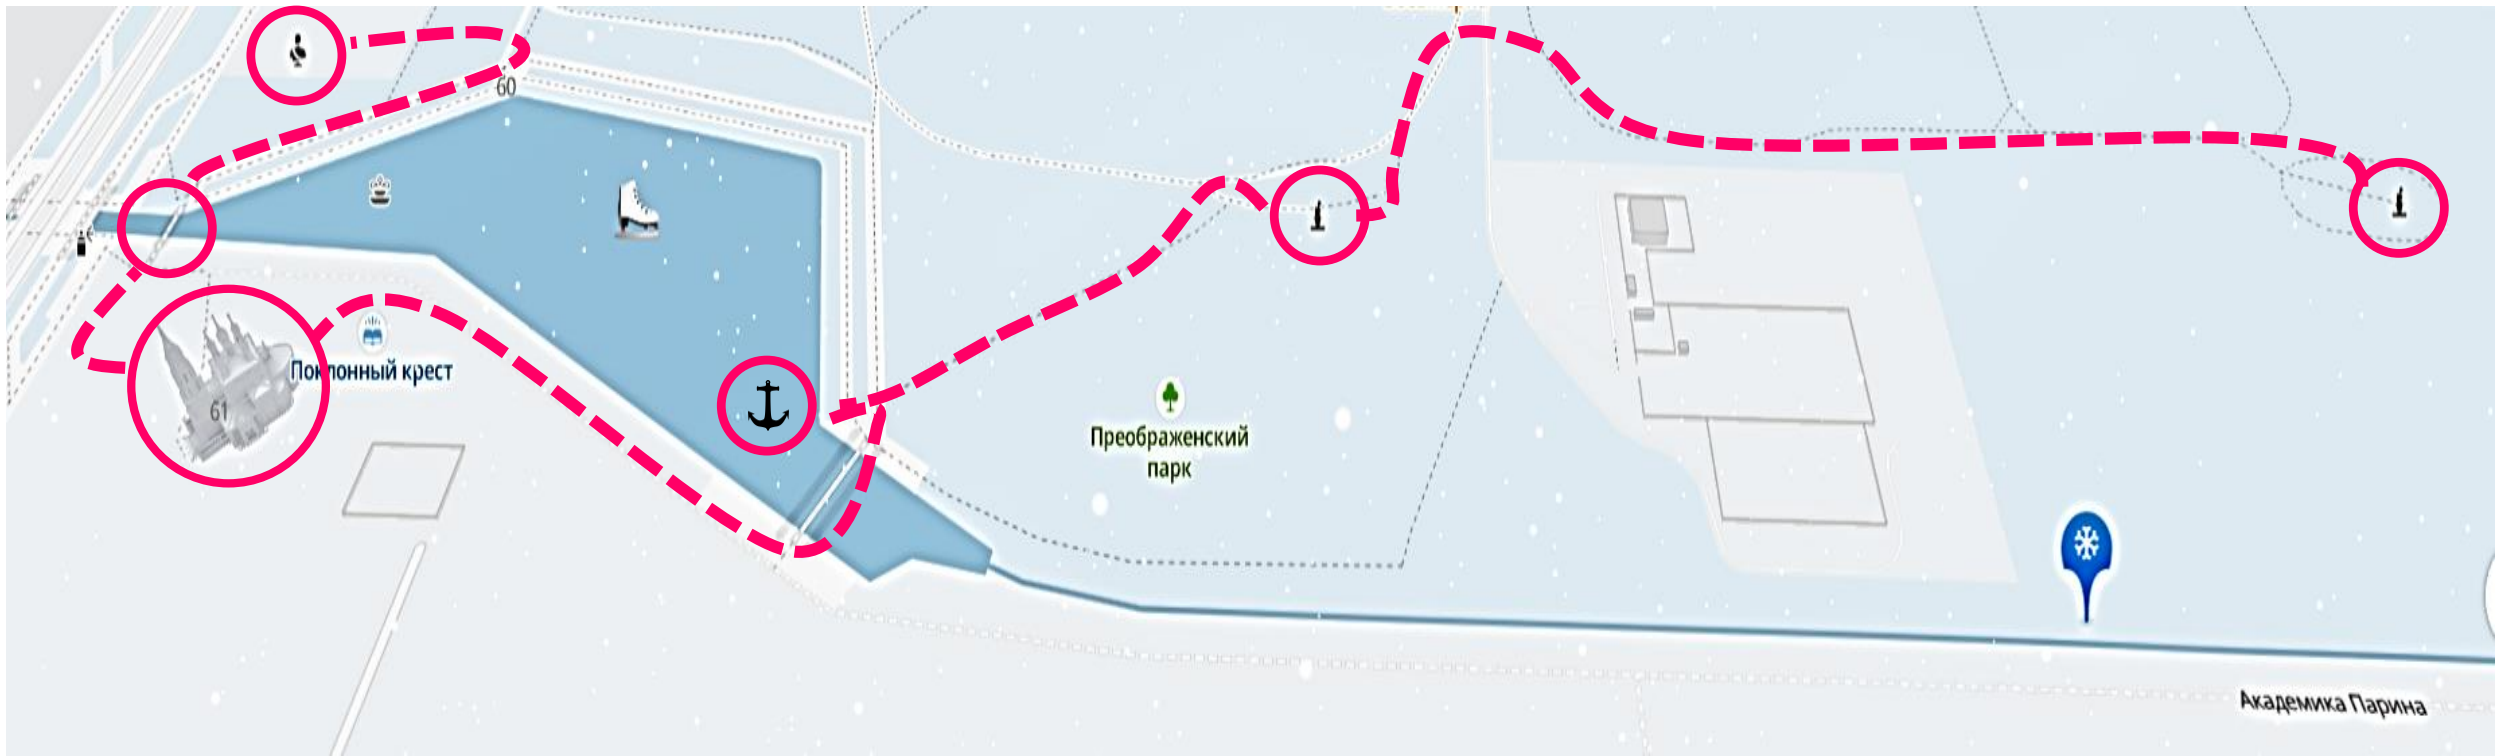 60
Поклонный крест
61
Преображенский
парк
Академика Парина